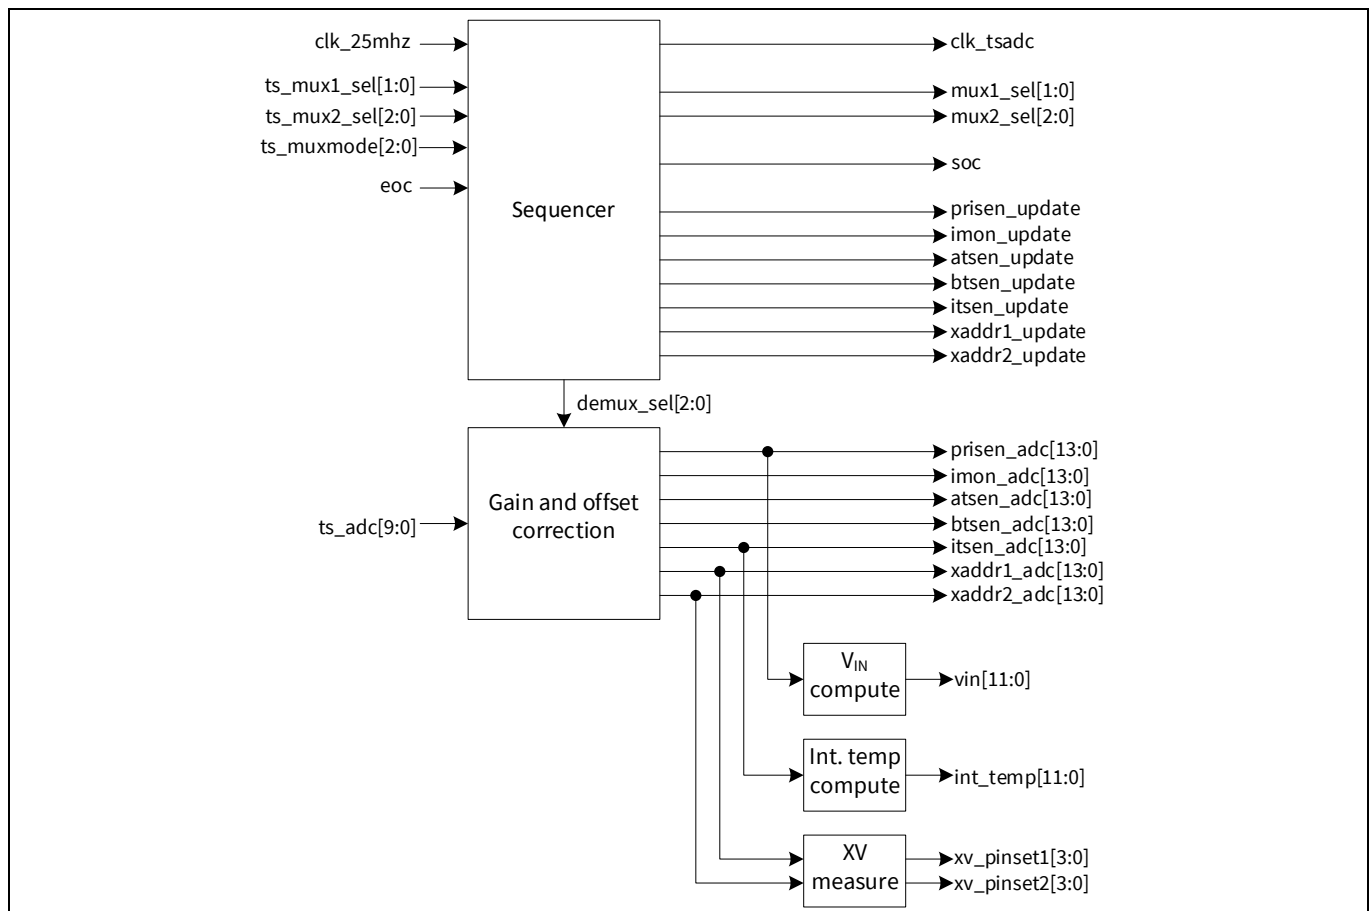 clk_25mhz
ts_mux1_sel[1:0]
ts_mux2_sel[2:0]
ts_muxmode[2:0]
eoc
Sequencer
clk_tsadc
mux1_sel[1:0]
mux2_sel[2:0]
soc
prisen_update
imon_update
atsen_update
btsen_update
itsen_update
xaddr1_update
xaddr2_update
demux_sel[2:0]
ts_adc[9:0]
Gain and offset
correction
prisen_adc[13:0]
imon_adc[13:0]
atsen_adc[13:0]
btsen_adc[13:0]
itsen_adc[13:0]
xaddr1_adc[13:0]
xaddr2_adc[13:0]
VIN
compute
vin[11:0]
Int. temp
compute
int_temp[11:0]
XV
measure
xv_pinset1[3:0]
xv_pinset2[3:0]